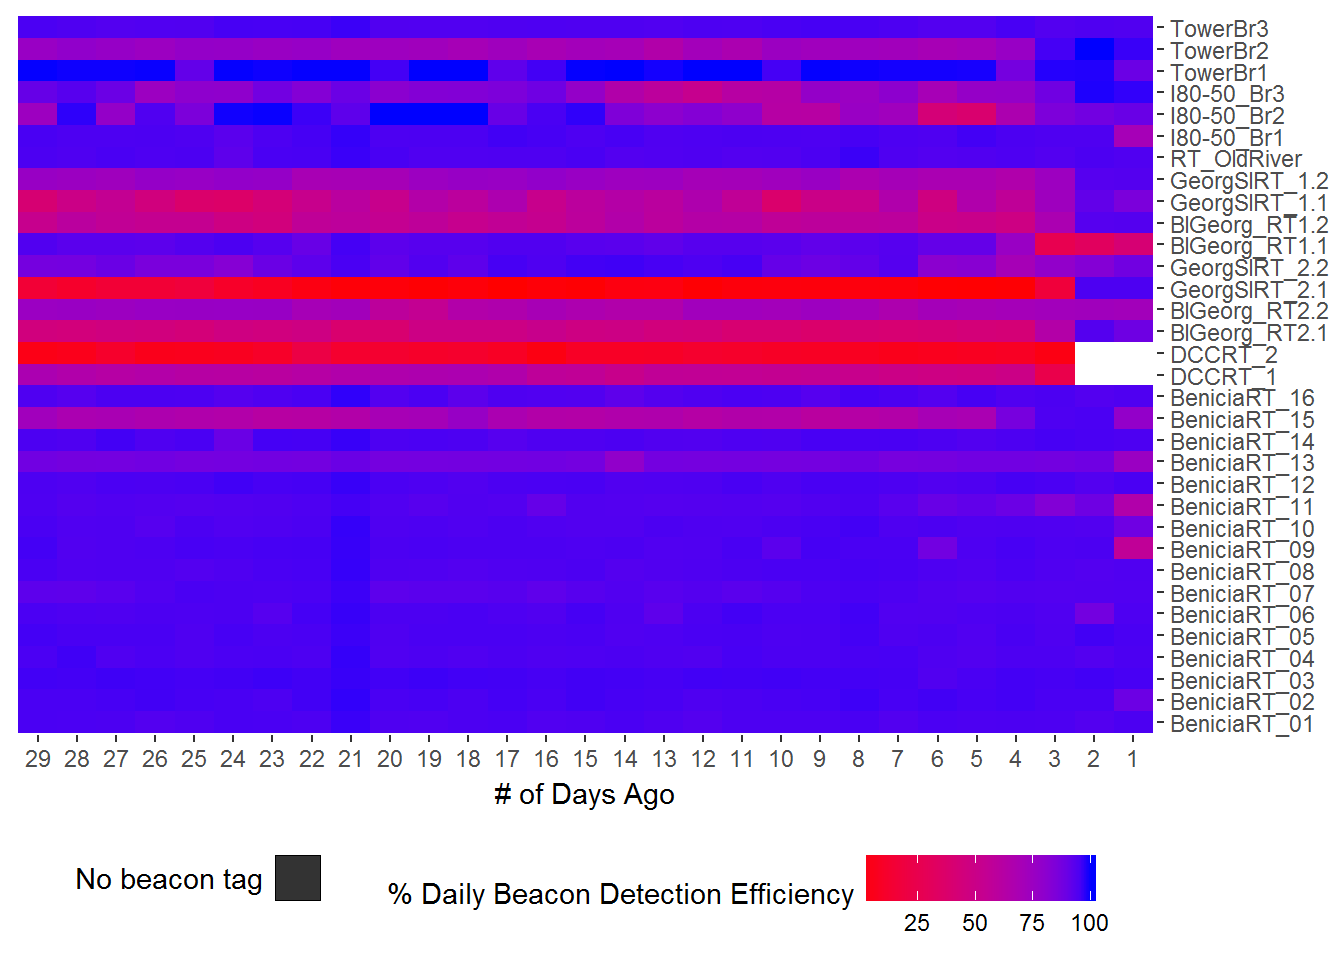 TowerBr3
TowerBr2
TowerBr1
I80-50_Br3
I80-50_Br2
I80-50_Br1
RT_OldRiver
GeorgSlRT_1.2
GeorgSlRT_1.1
BlGeorg_RT1.2
BlGeorg_RT1.1
GeorgSlRT_2.2
GeorgSlRT_2.1
BlGeorg_RT2.2
BlGeorg_RT2.1
DCCRT_2
DCCRT_1
BeniciaRT_16
BeniciaRT_15
BeniciaRT_14
BeniciaRT_13
BeniciaRT_12
BeniciaRT_11
BeniciaRT_10
BeniciaRT_09
BeniciaRT_08
BeniciaRT_07
BeniciaRT_06
BeniciaRT_05
BeniciaRT_04
BeniciaRT_03
BeniciaRT_02
BeniciaRT_01
29 28 27 26 25 24 23 22 21 20 19 18 17 16 15 14 13 12 11 10 9 8 7 6 5 4 3 2 1
# of Days Ago
No beacon tag
% Daily Beacon Detection Efficiency
25 50 75 100